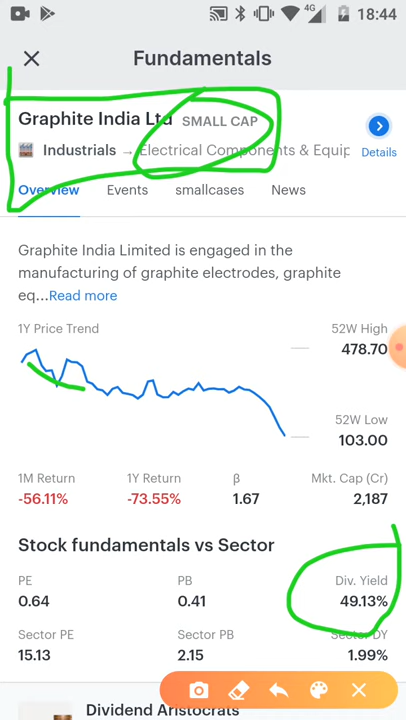 4G 18:44
Fundamentals
Graphite India Ltd SMALL CAP
Industrials → Electrical Components & Equip
Details
Overview Events smallcases News
Graphite India Limited is engaged in the
manufacturing of graphite electrodes, graphite
eq...Read more
1Y Price Trend
52W High
478.70
52W Low
103.00
1M Return 1Y Return β Mkt. Cap (Cr)
-56.11% -73.55% 1.67 2,187
Stock fundamentals vs Sector
PE PB Div. Yield
0.64 0.41 49.13%
Sector PE Sector PB Sector DY
15.13 2.15 1.99%
Dividend Aristocrats